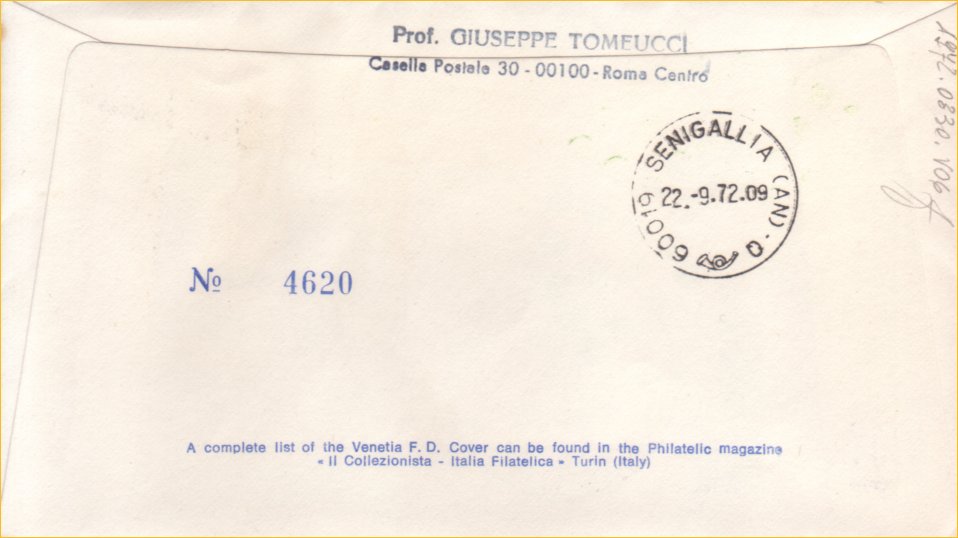 Prof. GIUSEPPE TOMEUCCI
Casella Postale 30 - 00100 - Roma Centro
60019 SENIGALLIA (AN) · D
22.-9.72.09
№ 4620
A complete list of the Venetia F. D. Cover can be found in the Philatelic magazine
« Il Collezionista - Italia Filatelica » Turin (Italy)